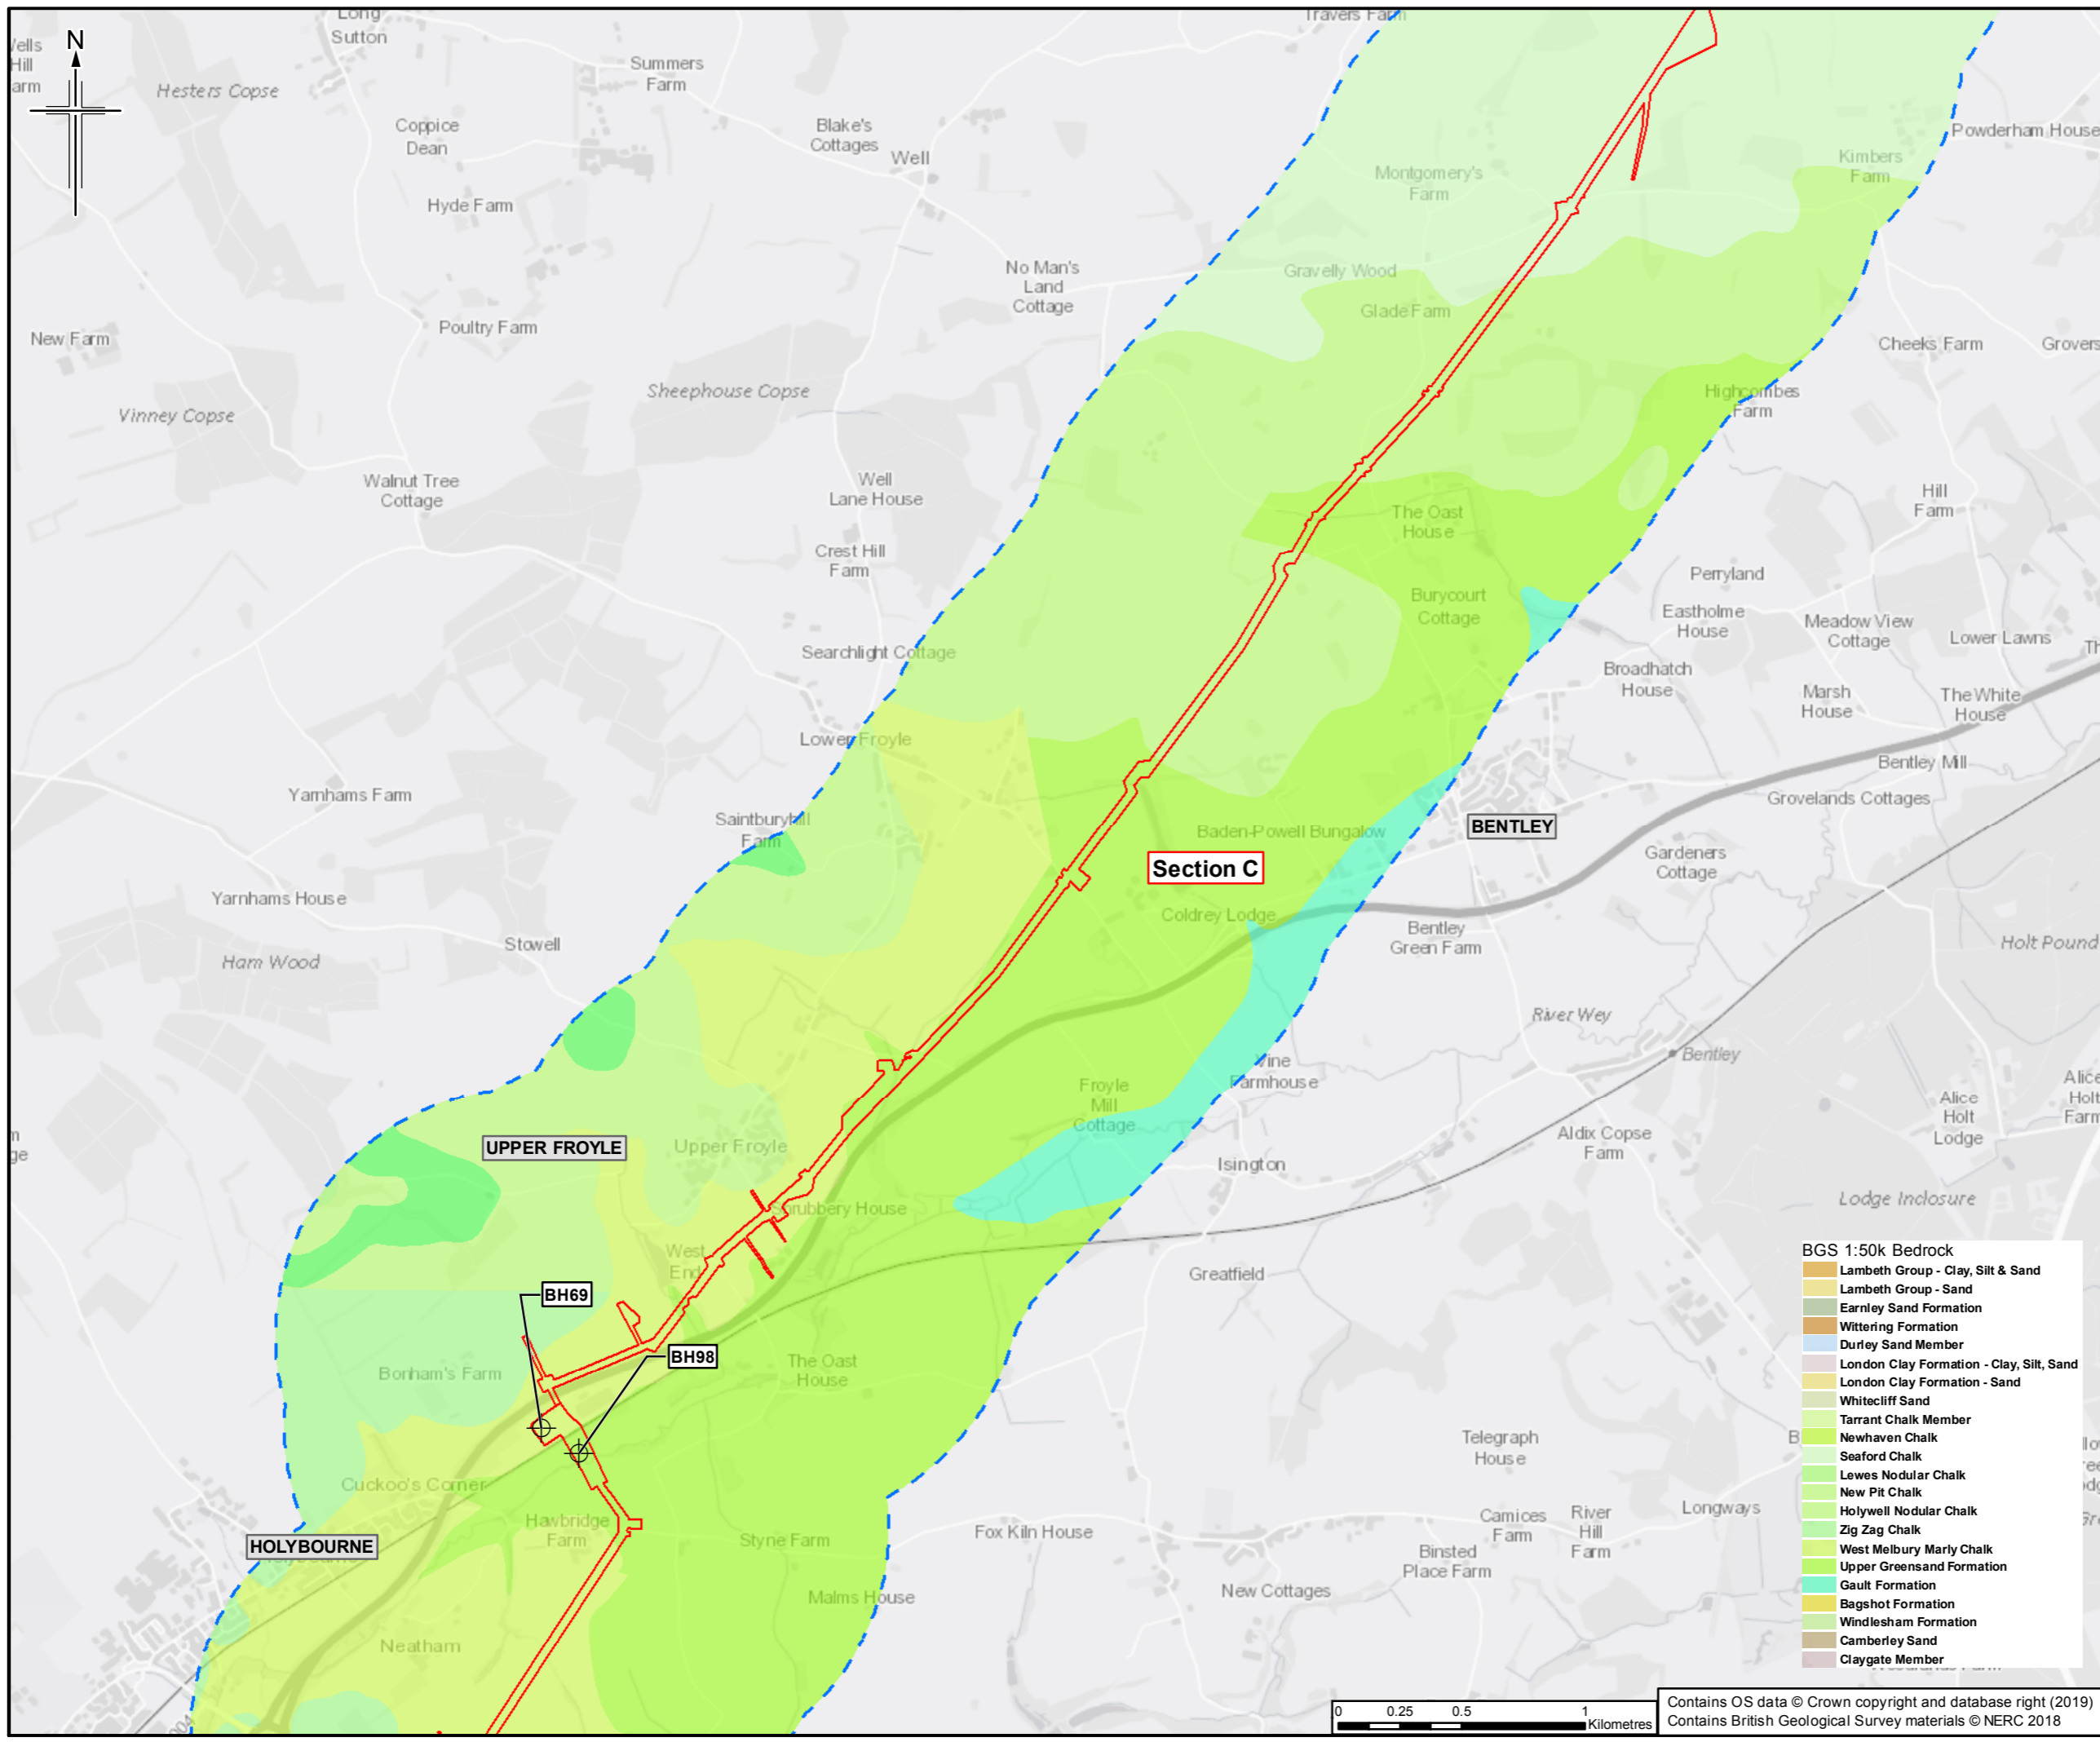 Long
Sutton
Travers Farm
N
Wells
Hill
Farm
Hesters Copse
Summers
Farm
Coppice
Dean
Blake's
Cottages
Well
Powderham House
Kimbers
Farm
Montgomery's
Farm
Hyde Farm
No Man's
Land
Cottage
Gravelly Wood
Glade Farm
Poultry Farm
New Farm
Cheeks Farm
Grovers
Sheephouse Copse
Highcombes
Farm
Vinney Copse
Walnut Tree
Cottage
Well
Lane House
Hill
Farm
The Oast
House
Crest Hill
Farm
Perryland
Burycourt
Cottage
Eastholme
House
Meadow View
Cottage
Lower Lawns
Th
Searchlight Cottage
Broadhatch
House
Marsh
House
The White
House
Lower Froyle
Bentley Mill
Yarnhams Farm
Grovelands Cottages
Saintburyhill
Farm
Baden-Powell Bungalow
BENTLEY
Section C
Gardeners
Cottage
Yarnhams House
Coldrey Lodge
Bentley
Green Farm
Stowell
Holt Pound
Ham Wood
River Wey
Bentley
Vine
Farmhouse
Froyle
Mill
Cottage
Alice
Holt
Lodge
Alice
Holt
Farm
UPPER FROYLE
Upper Froyle
Aldix Copse
Farm
Isington
Shrubbery House
Lodge Inclosure
West
End
Greatfield
BH69
BH98
The Oast
House
Bonham's Farm
Cuckoo's Corner
Telegraph
House
Hawbridge
Farm
Styne Farm
Fox Kiln House
Camices
Farm
River
Hill
Farm
Longways
HOLYBOURNE
Binsted
Place Farm
New Cottages
Malms House
Neatham
BGS 1:50k Bedrock
Lambeth Group - Clay, Silt & Sand
Lambeth Group - Sand
Earnley Sand Formation
Wittering Formation
Durley Sand Member
London Clay Formation - Clay, Silt, Sand
London Clay Formation - Sand
Whitecliff Sand
Tarrant Chalk Member
Newhaven Chalk
Seaford Chalk
Lewes Nodular Chalk
New Pit Chalk
Holywell Nodular Chalk
Zig Zag Chalk
West Melbury Marly Chalk
Upper Greensand Formation
Gault Formation
Bagshot Formation
Windlesham Formation
Camberley Sand
Claygate Member
0 0.25 0.5 1
Kilometres
Contains OS data © Crown copyright and database right (2019)
Contains British Geological Survey materials © NERC 2018